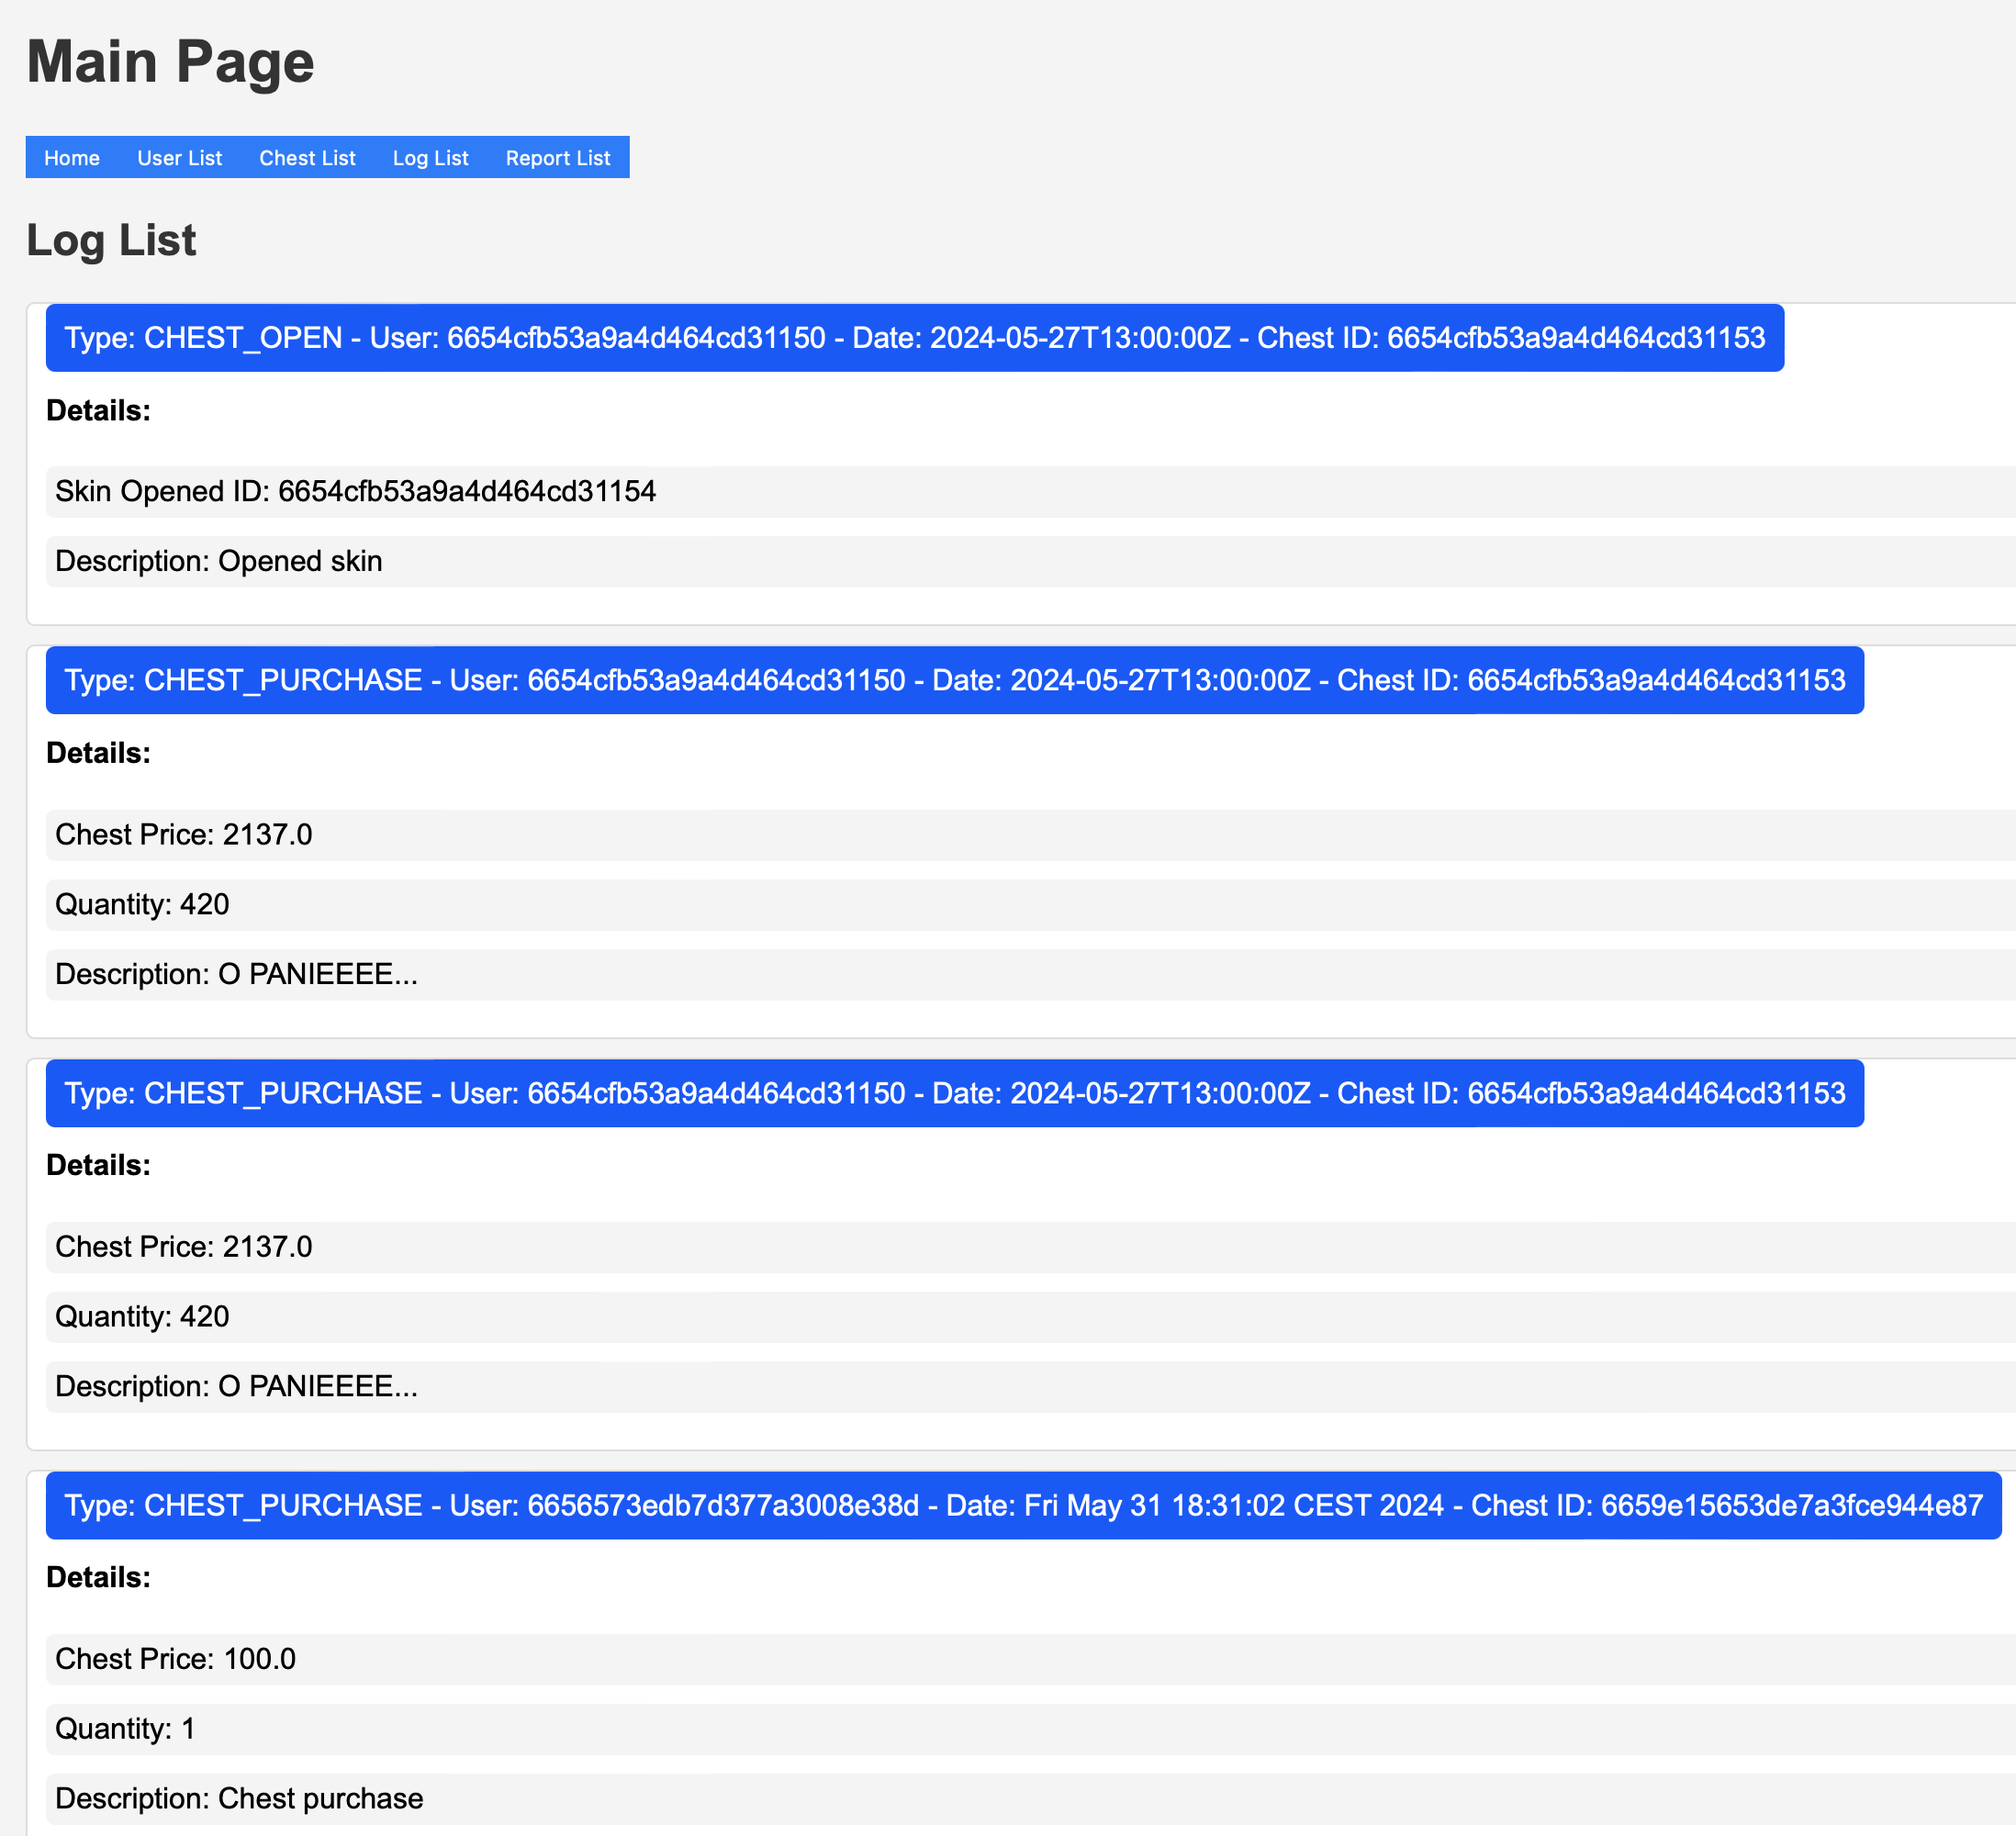 Main Page
Home User List Chest List Log List Report List
Log List
Type: CHEST_OPEN - User: 6654cfb53a9a4d464cd31150 - Date: 2024-05-27T13:00:00Z - Chest ID: 6654cfb53a9a4d464cd31153
Details:
Skin Opened ID: 6654cfb53a9a4d464cd31154
Description: Opened skin
Type: CHEST_PURCHASE - User: 6654cfb53a9a4d464cd31150 - Date: 2024-05-27T13:00:00Z - Chest ID: 6654cfb53a9a4d464cd31153
Details:
Chest Price: 2137.0
Quantity: 420
Description: O PANIEEEE...
Type: CHEST_PURCHASE - User: 6654cfb53a9a4d464cd31150 - Date: 2024-05-27T13:00:00Z - Chest ID: 6654cfb53a9a4d464cd31153
Details:
Chest Price: 2137.0
Quantity: 420
Description: O PANIEEEE...
Type: CHEST_PURCHASE - User: 6656573edb7d377a3008e38d - Date: Fri May 31 18:31:02 CEST 2024 - Chest ID: 6659e15653de7a3fce944e87
Details:
Chest Price: 100.0
Quantity: 1
Description: Chest purchase